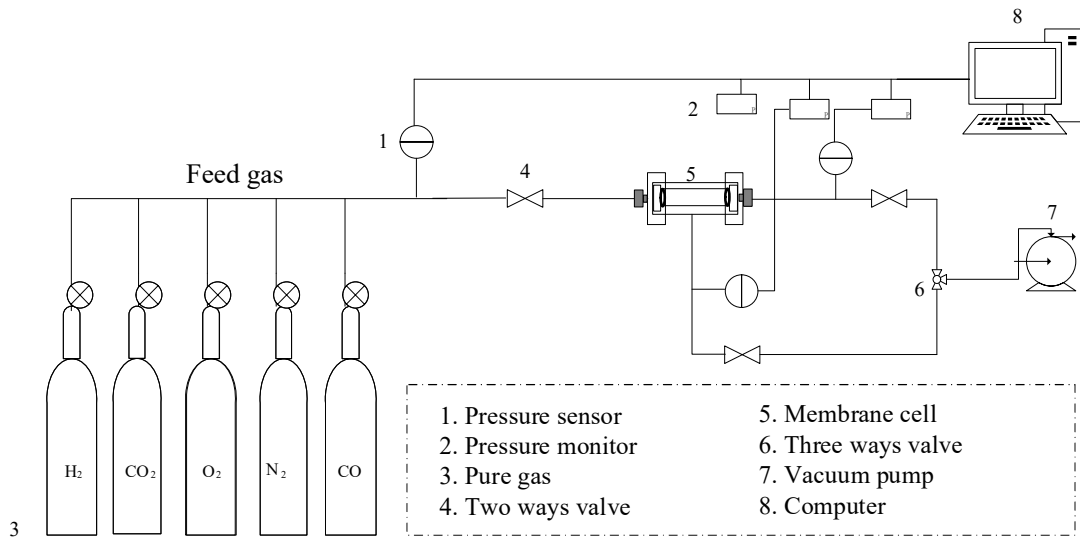 8
2
P
P
P
1
Feed gas
4
5
7
6
H2
CO2
O2
N2
CO
3
1. Pressure sensor
2. Pressure monitor
3. Pure gas
4. Two ways valve
5. Membrane cell
6. Three ways valve
7. Vacuum pump
8. Computer